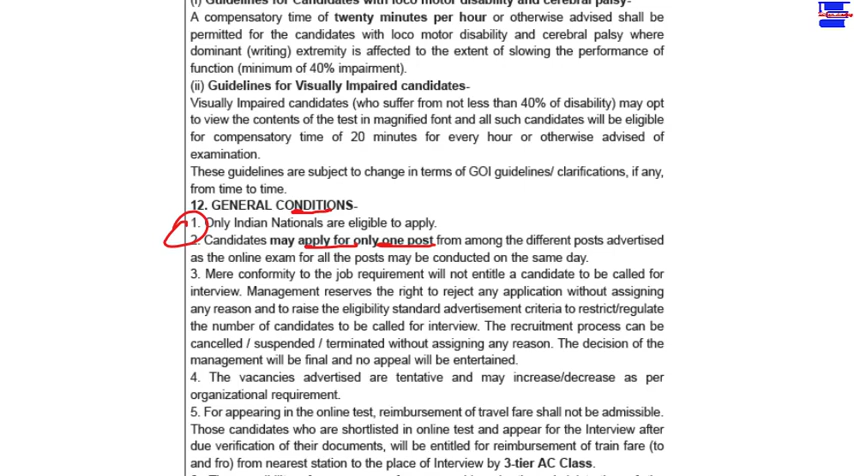 (i) Guidelines for Candidates with loco motor disability and cerebral palsy-
A compensatory time of twenty minutes per hour or otherwise advised shall be
permitted for the candidates with loco motor disability and cerebral palsy where
dominant (writing) extremity is affected to the extent of slowing the performance of
function (minimum of 40% impairment).
(ii) Guidelines for Visually Impaired candidates-
Visually Impaired candidates (who suffer from not less than 40% of disability) may opt
to view the contents of the test in magnified font and all such candidates will be eligible
for compensatory time of 20 minutes for every hour or otherwise advised of
examination.
These guidelines are subject to change in terms of GOI guidelines/ clarifications, if any,
from time to time.
12. GENERAL CONDITIONS-
1. Only Indian Nationals are eligible to apply.
2. Candidates may apply for only one post from among the different posts advertised
as the online exam for all the posts may be conducted on the same day.
3. Mere conformity to the job requirement will not entitle a candidate to be called for
interview. Management reserves the right to reject any application without assigning
any reason and to raise the eligibility standard advertisement criteria to restrict/regulate
the number of candidates to be called for interview. The recruitment process can be
cancelled / suspended / terminated without assigning any reason. The decision of the
management will be final and no appeal will be entertained.
4. The vacancies advertised are tentative and may increase/decrease as per
organizational requirement.
5. For appearing in the online test, reimbursement of travel fare shall not be admissible.
Those candidates who are shortlisted in online test and appear for the Interview after
due verification of their documents, will be entitled for reimbursement of train fare (to
and fro) from nearest station to the place of Interview by 3-tier AC Class.